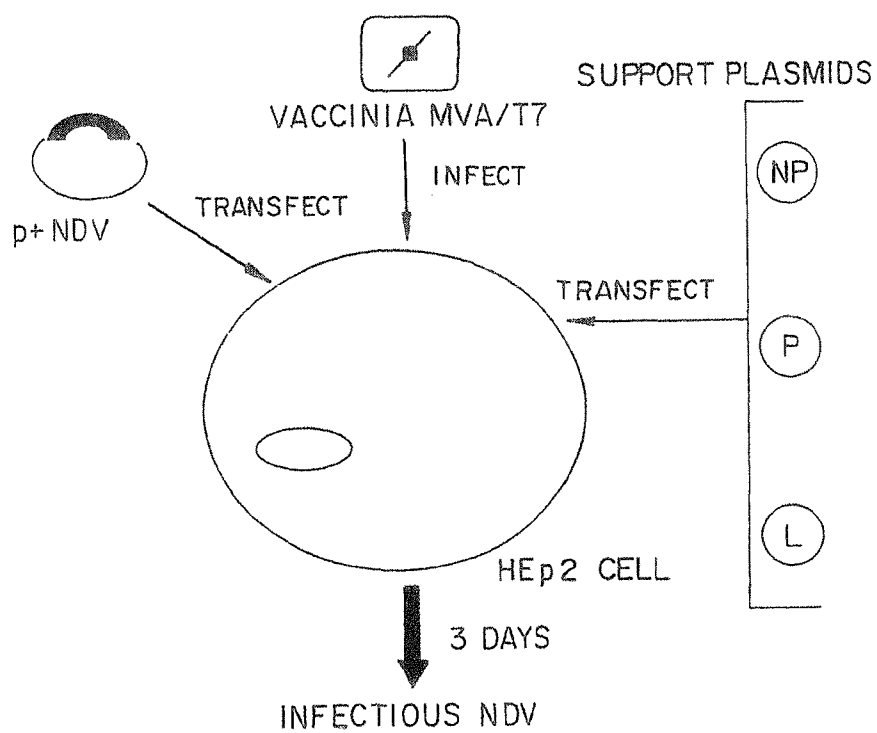 SUPPORT PLASMIDS
VACCINIA MVA/T7
NP
INFECT
TRANSFECT
p+NDV
TRANSFECT
P
L
HEp2 CELL
3 DAYS
INFECTIOUS NDV